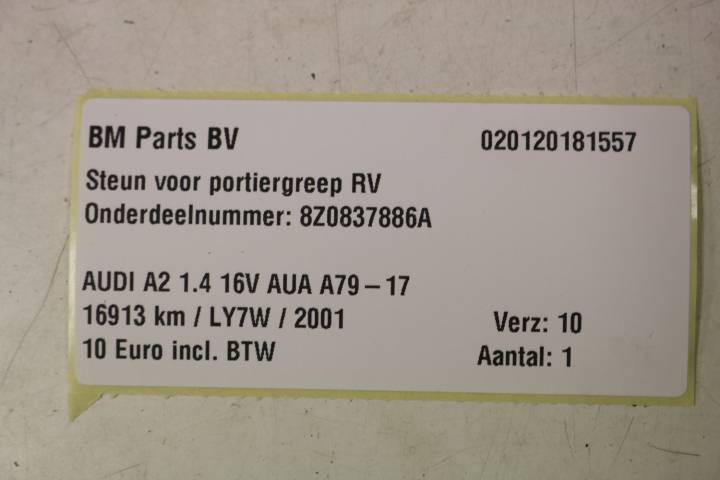 BM Parts BV 020120181557
Steun voor portiergreep RV
Onderdeelnummer: 8Z0837886A
AUDI A2 1.4 16V AUA A79-17
16913 km / LY7W / 2001 Verz: 10
10 Euro incl. BTW Aantal: 1